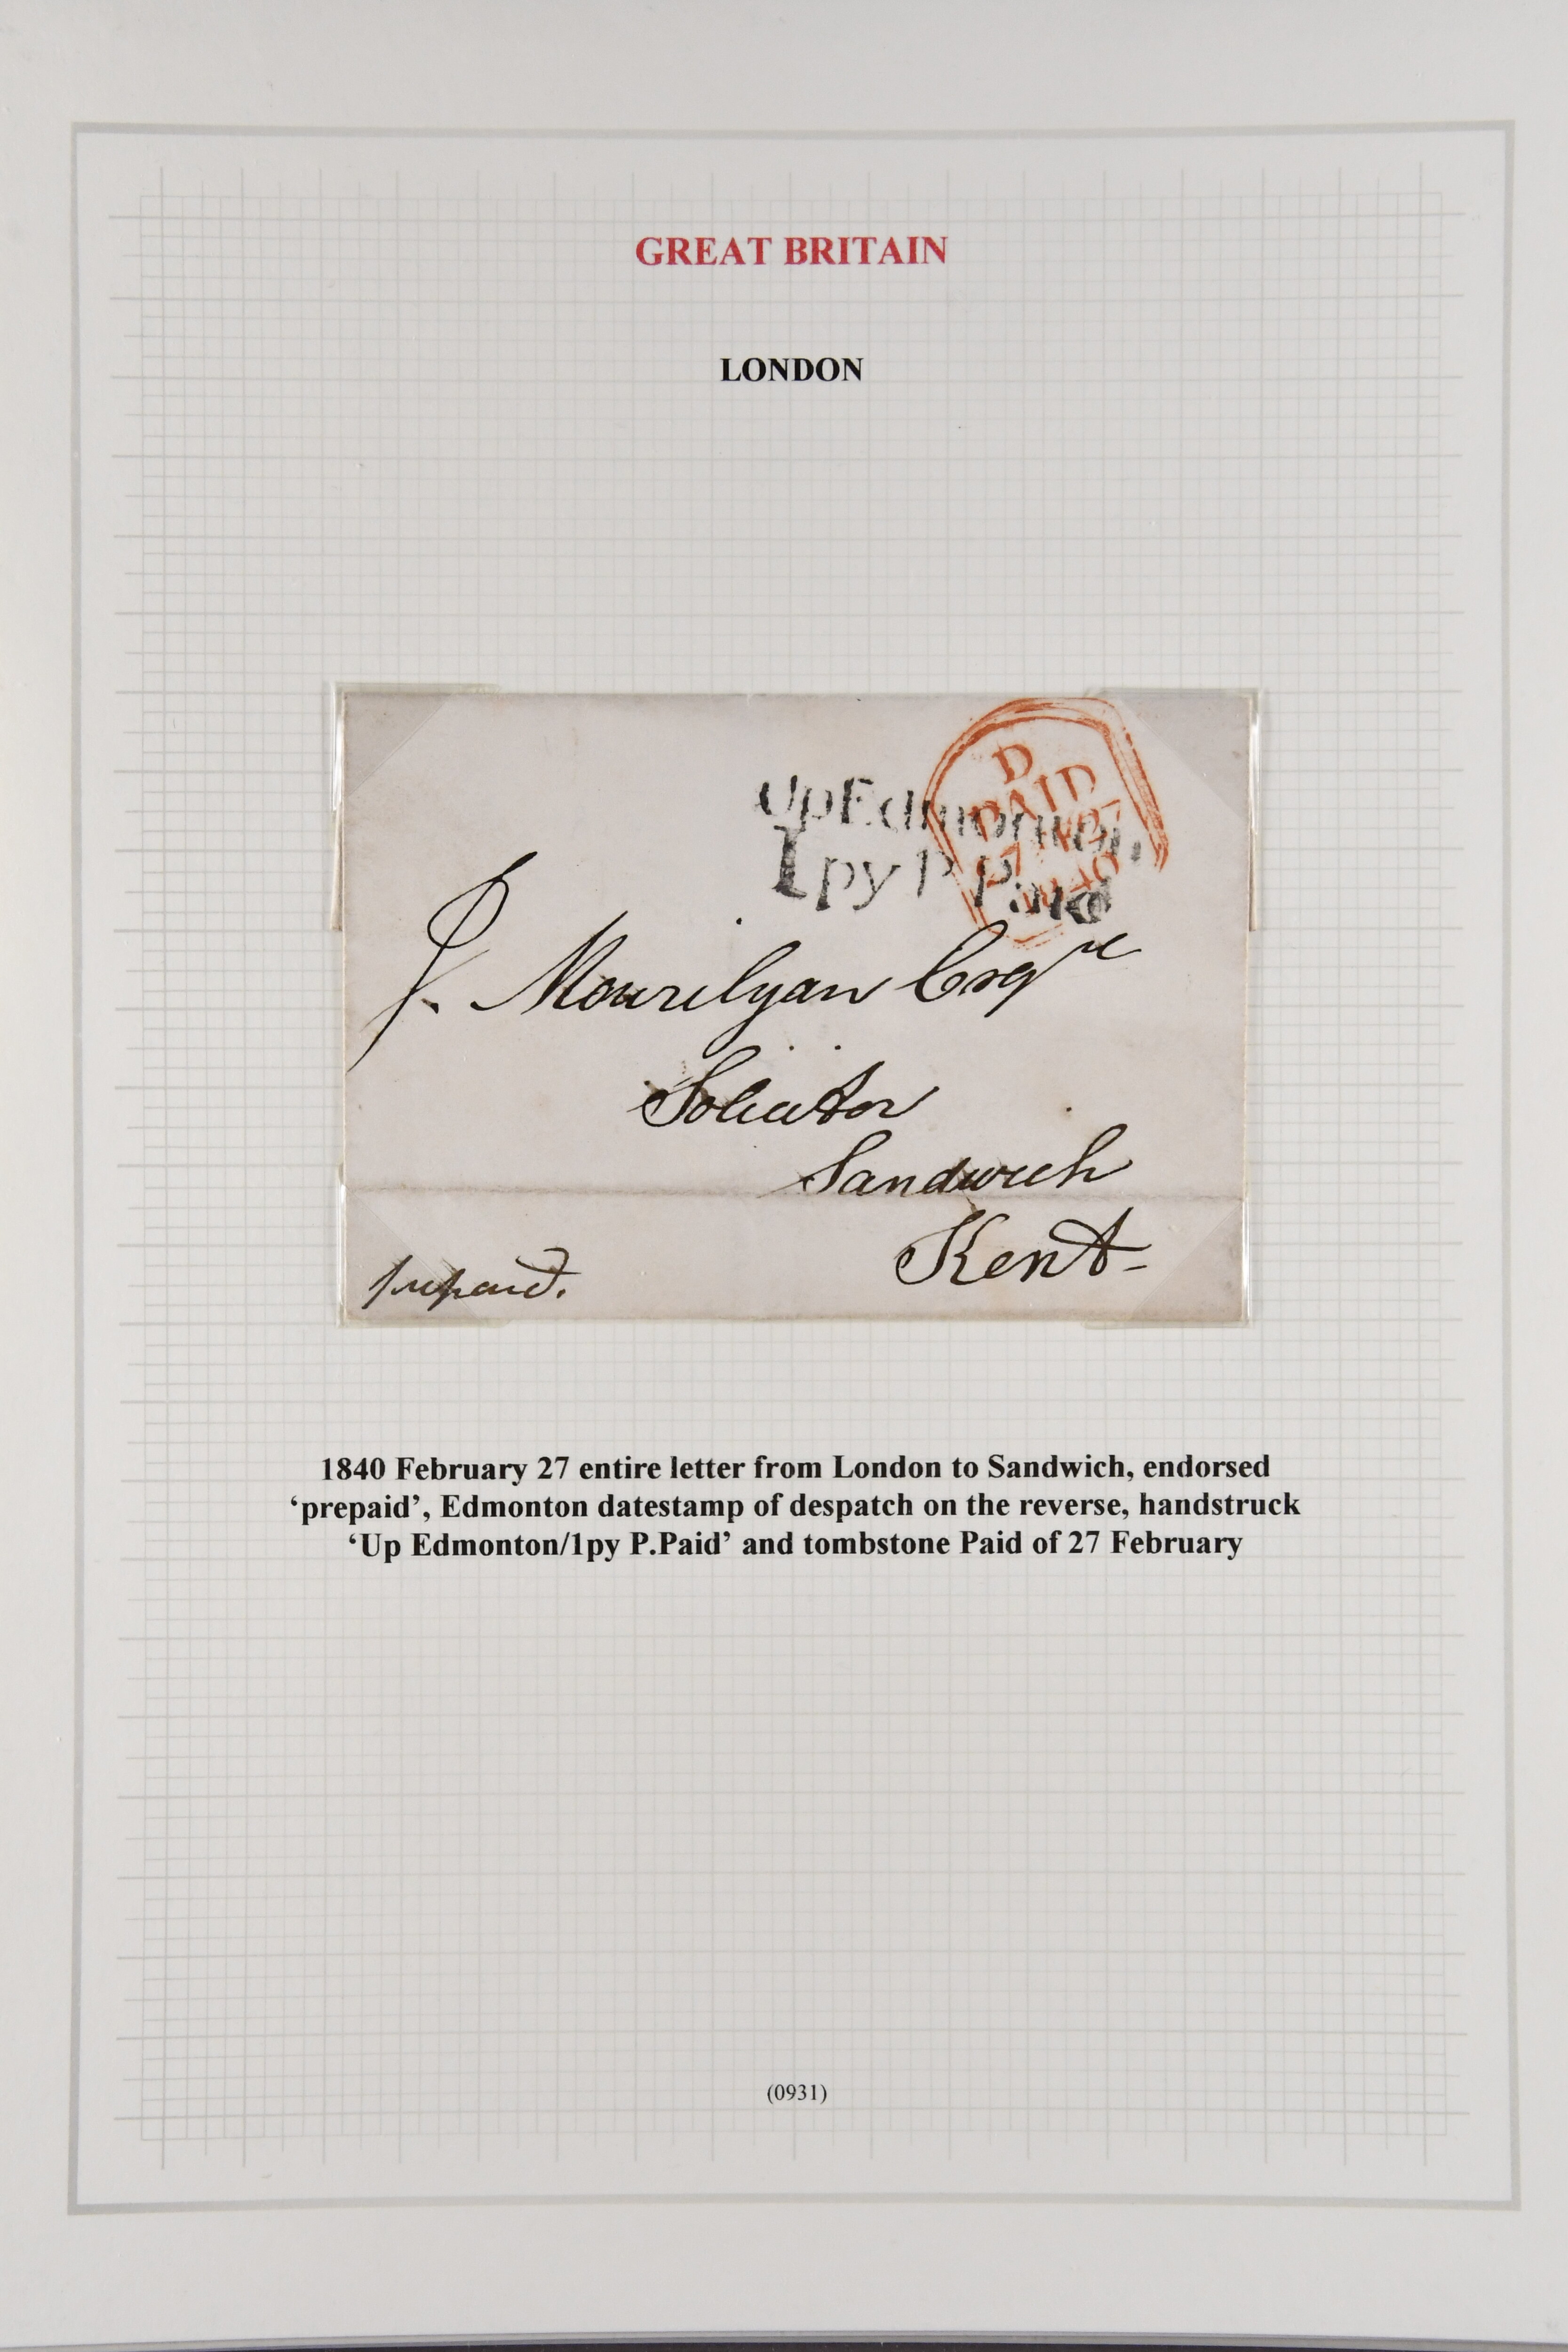 GREAT BRITAIN
LONDON
D
PAID
27
1840
Up Edmonton
1py P Paid
J. Mourilyan Esqre
Solicitor
Sandwich
Kent-
prepaid.
1840 February 27 entire letter from London to Sandwich, endorsed
‘prepaid’, Edmonton datestamp of despatch on the reverse, handstruck
‘Up Edmonton/1py P.Paid’ and tombstone Paid of 27 February
(0931)